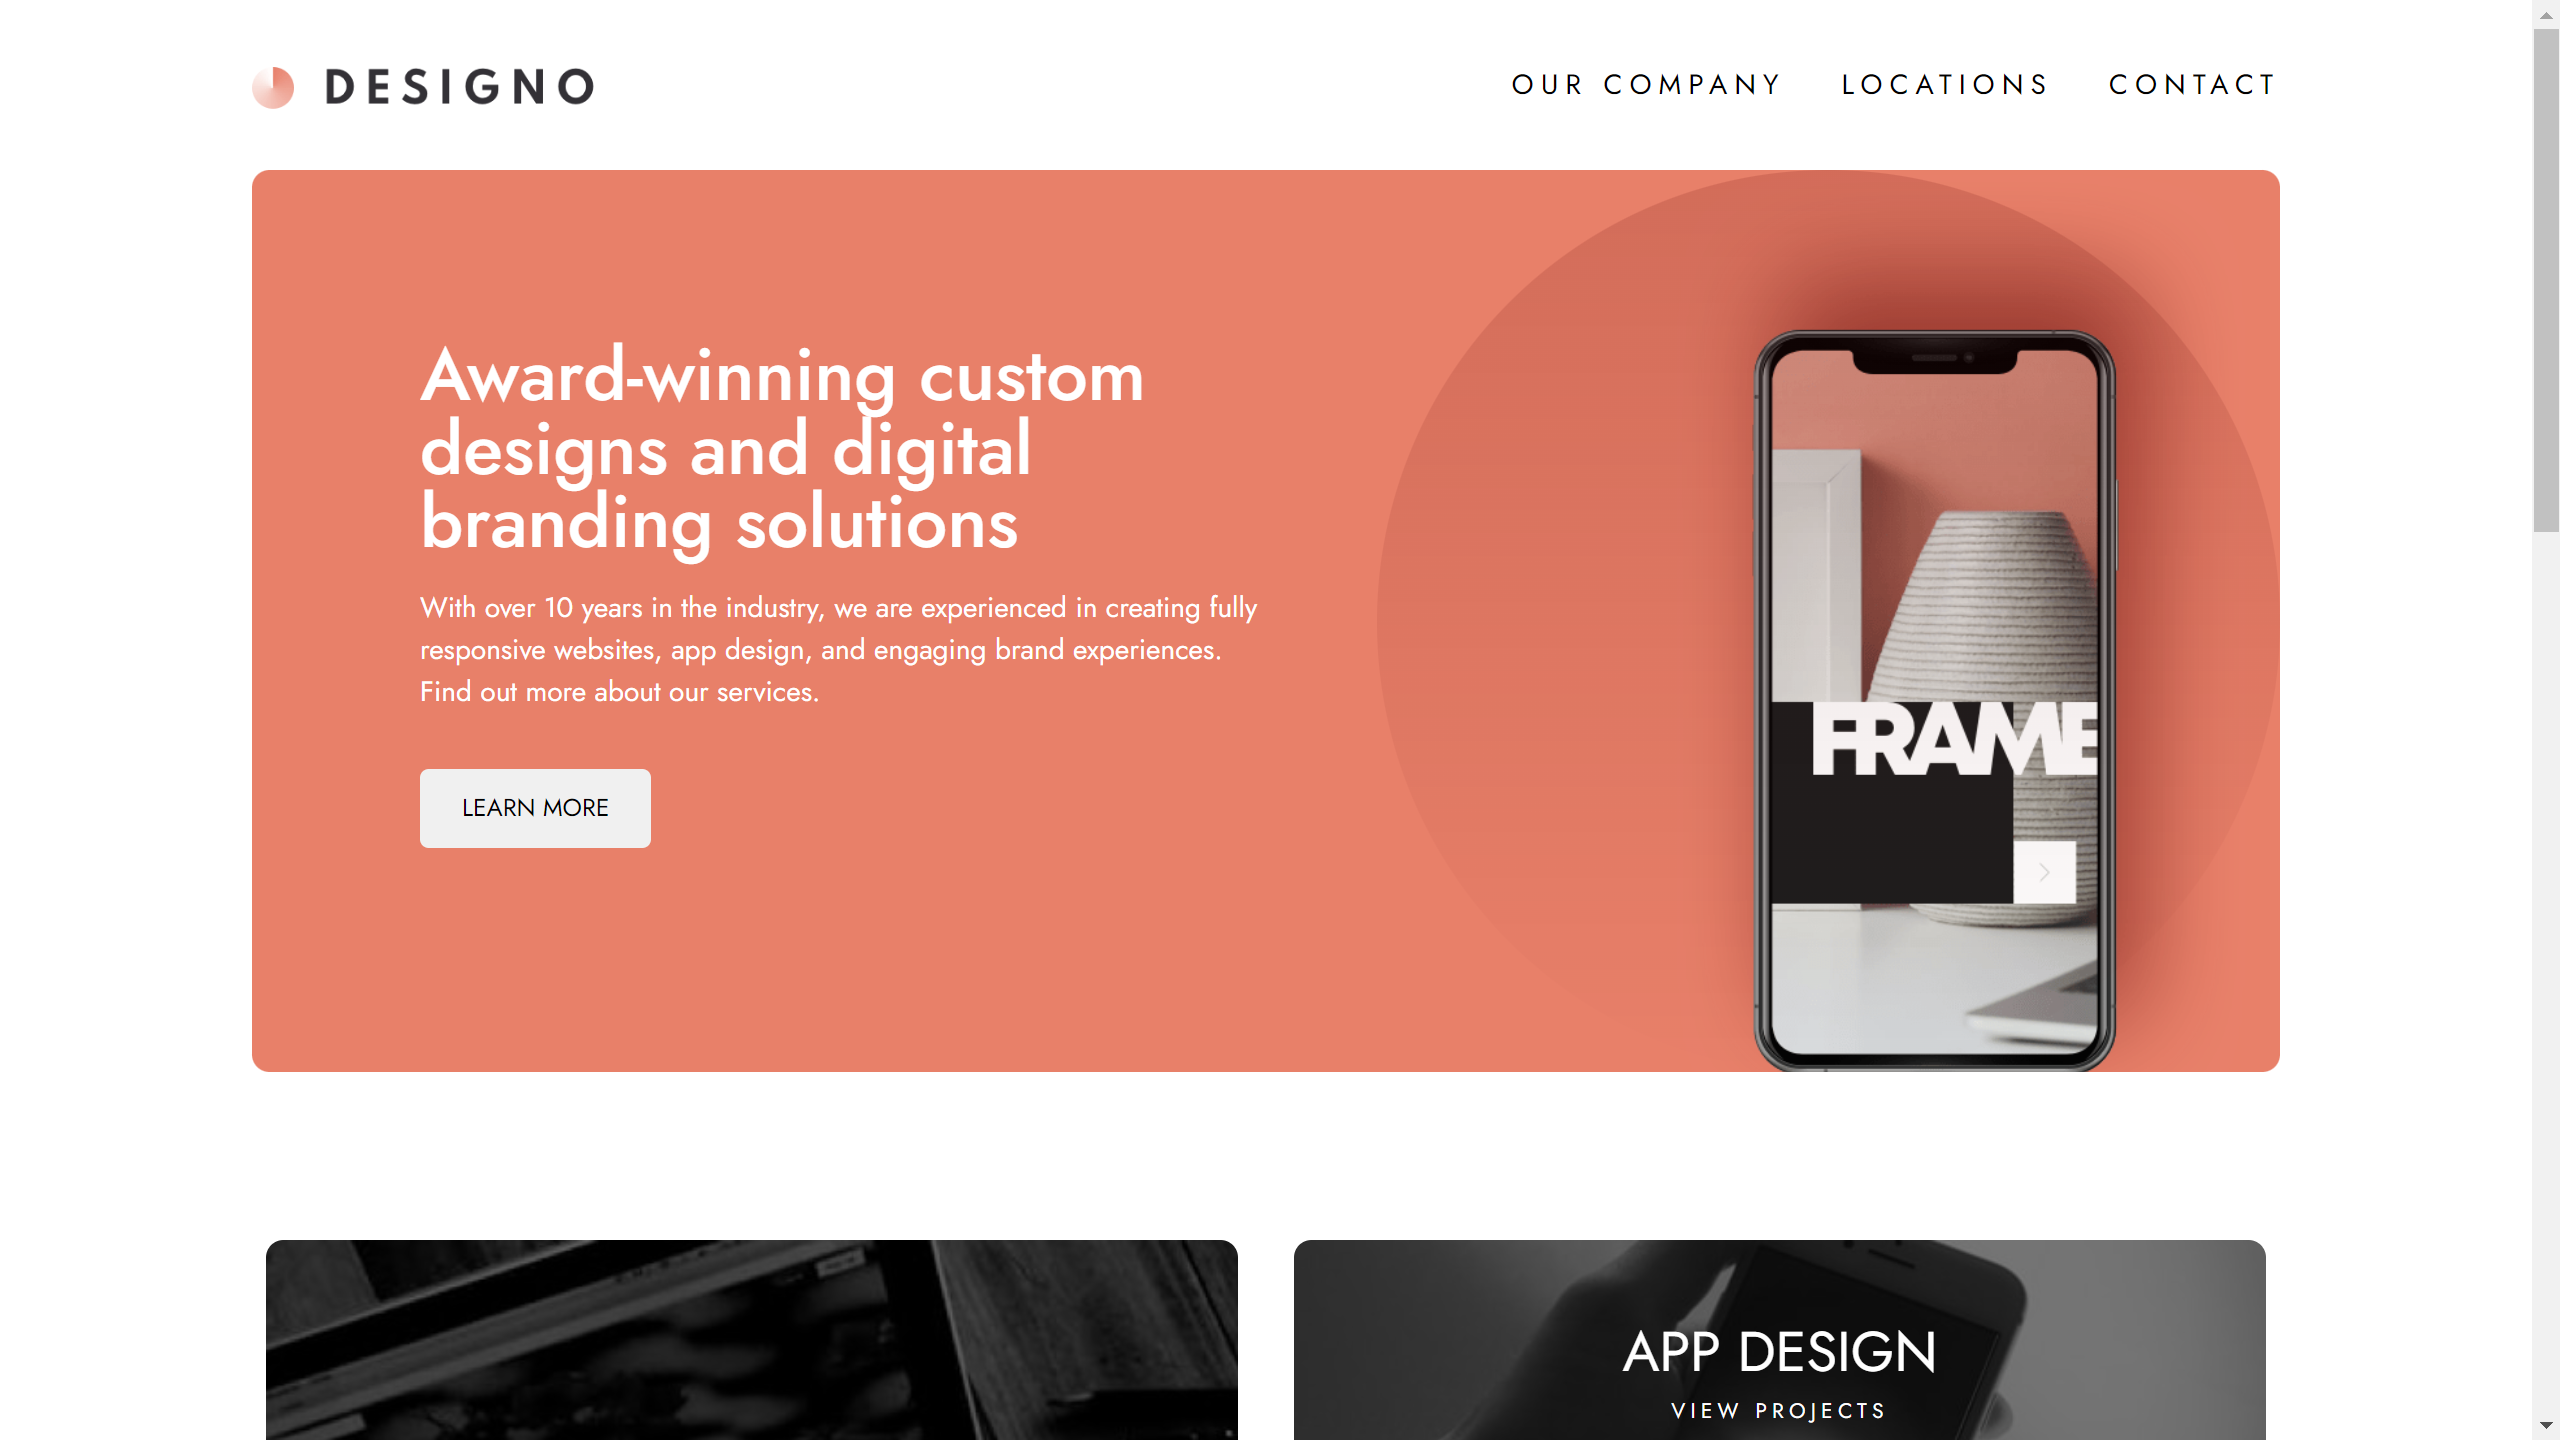 DESIGNO
OUR COMPANY
LOCATIONS
CONTACT
Award-winning custom
designs and digital
branding solutions
With over 10 years in the industry, we are experienced in creating fully
responsive websites, app design, and engaging brand experiences.
Find out more about our services.
LEARN MORE
FRAME
APP DESIGN
VIEW PROJECTS